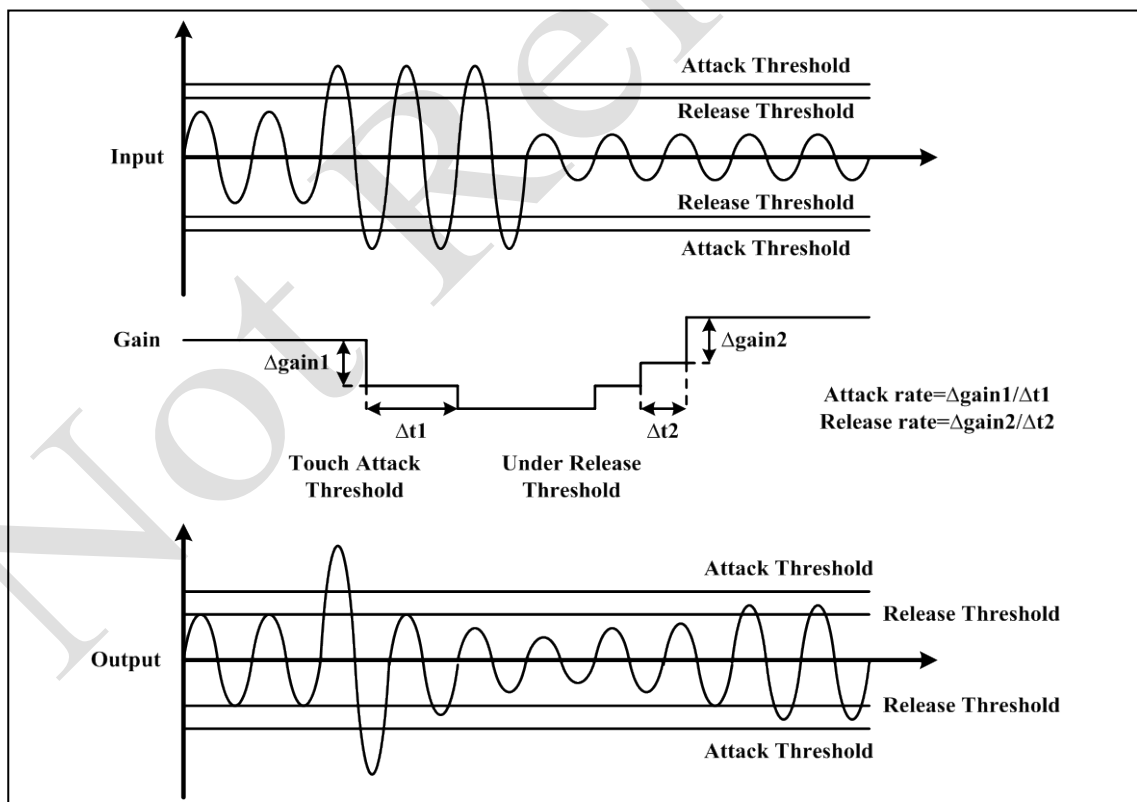 Attack Threshold
Release Threshold
Input
Release Threshold
Attack Threshold
Gain
Δgain1
Δgain2
Attack rate=Δgain1/Δt1
Release rate=Δgain2/Δt2
Δt1
Δt2
Touch Attack
Threshold
Under Release
Threshold
Attack Threshold
Release Threshold
Output
Release Threshold
Attack Threshold
Not